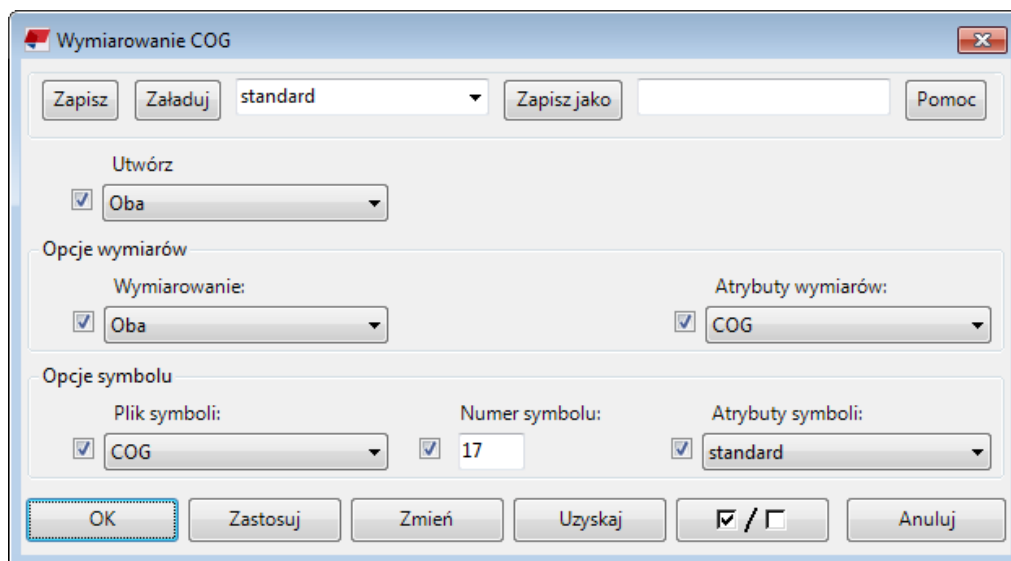 Wymiarowanie COG
Zapisz Załaduj standard Zapisz jako Pomoc
Utwórz
Oba
Opcje wymiarów
Wymiarowanie: Atrybuty wymiarów:
Oba COG
Opcje symbolu
Plik symboli: Numer symbolu: Atrybuty symboli:
COG 17 standard
OK Zastosuj Zmień Uzyskaj / Anuluj